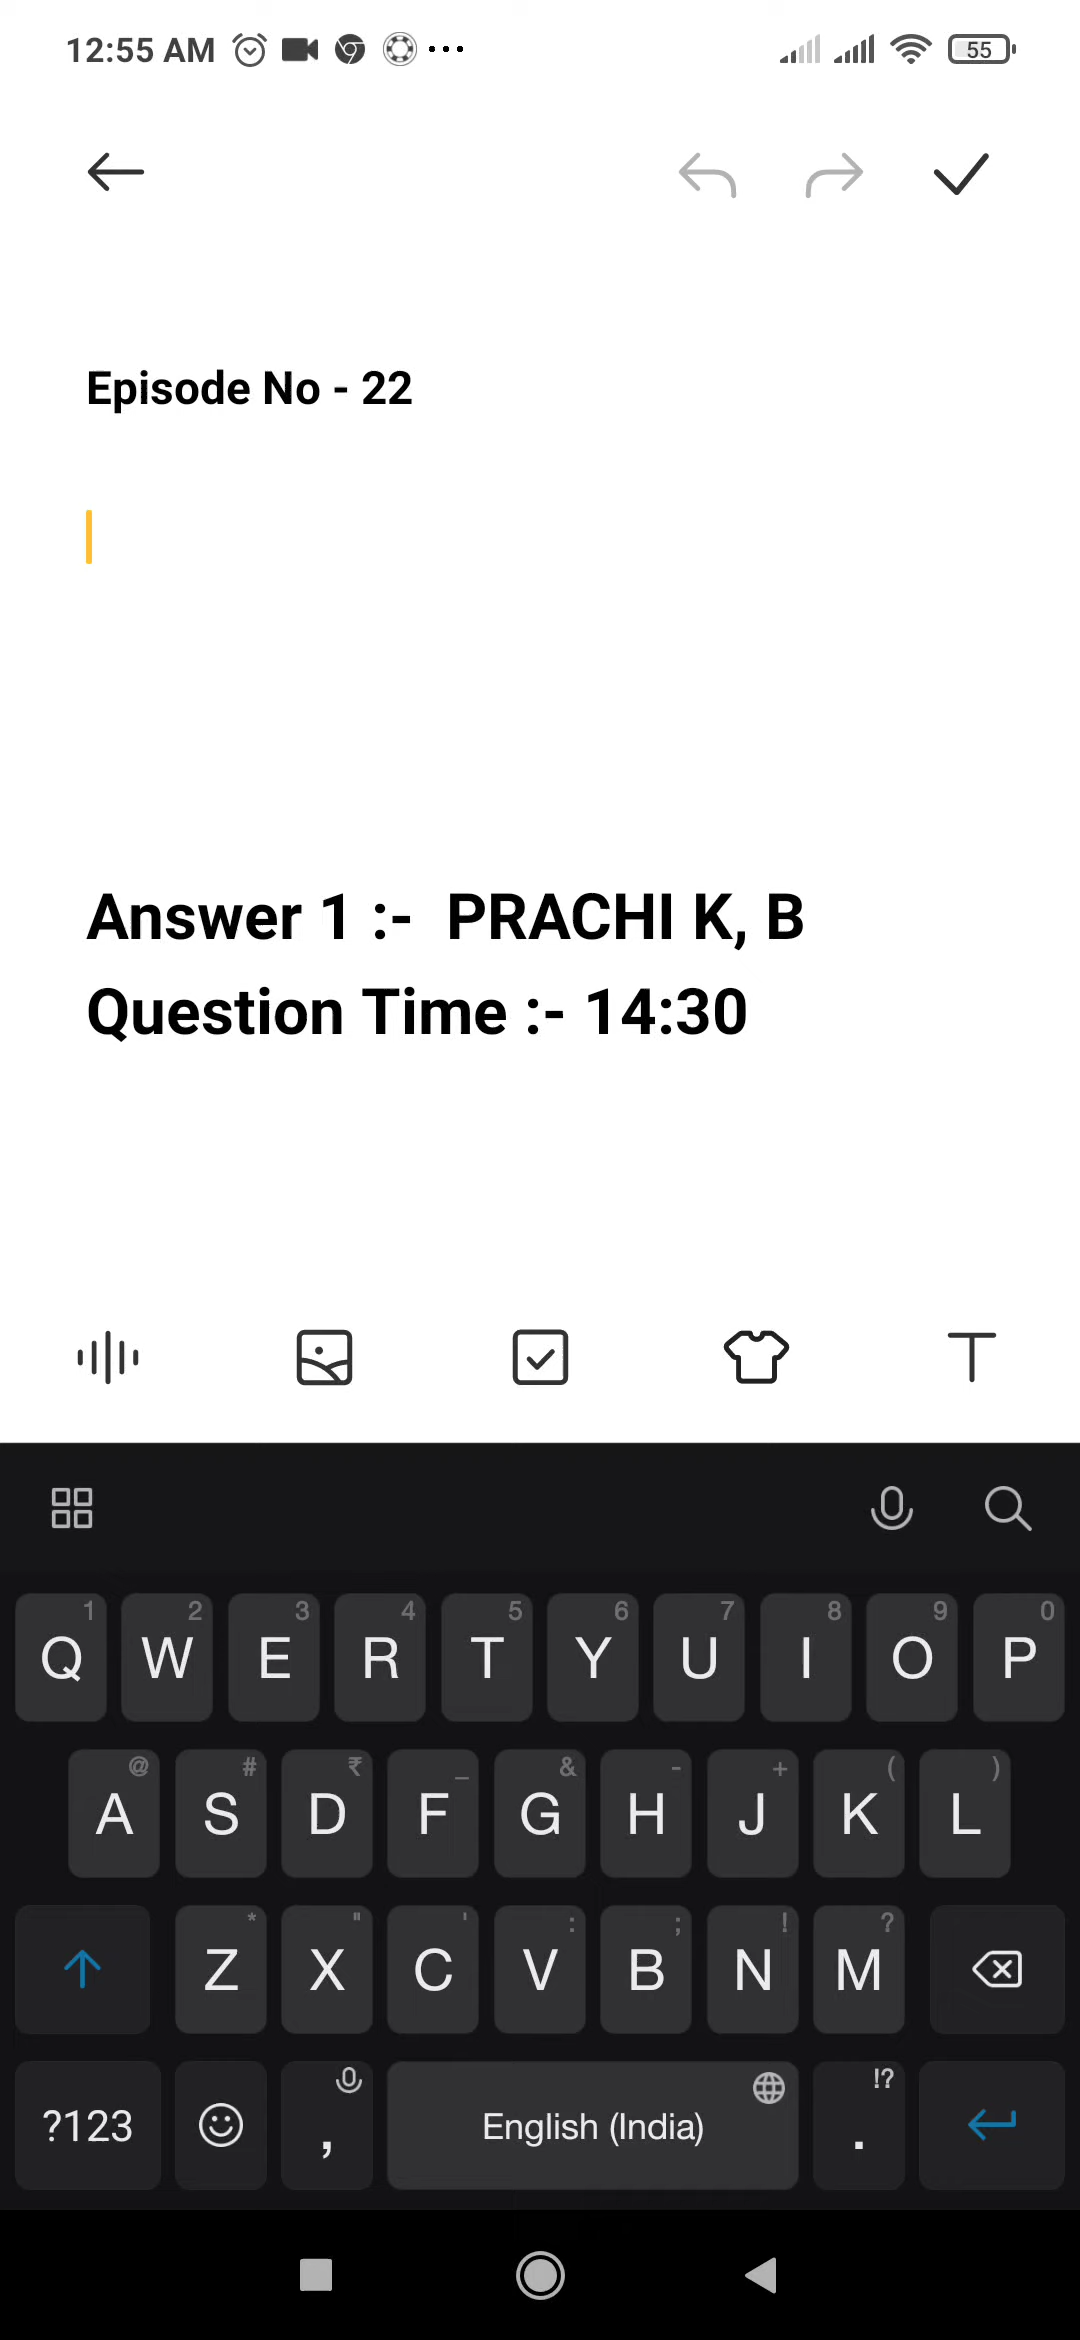 12:55 AM 55
Episode No - 22
Answer 1 :- PRACHI K, B
Question Time :- 14:30
1 2 3 4 5 6 7 8 9 0
Q W E R T Y U I O P
@ # ₹ _ & - + ( )
A S D F G H J K L
* " ' : ; ! ?
Z X C V B N M
!?
?123 , English (India) .